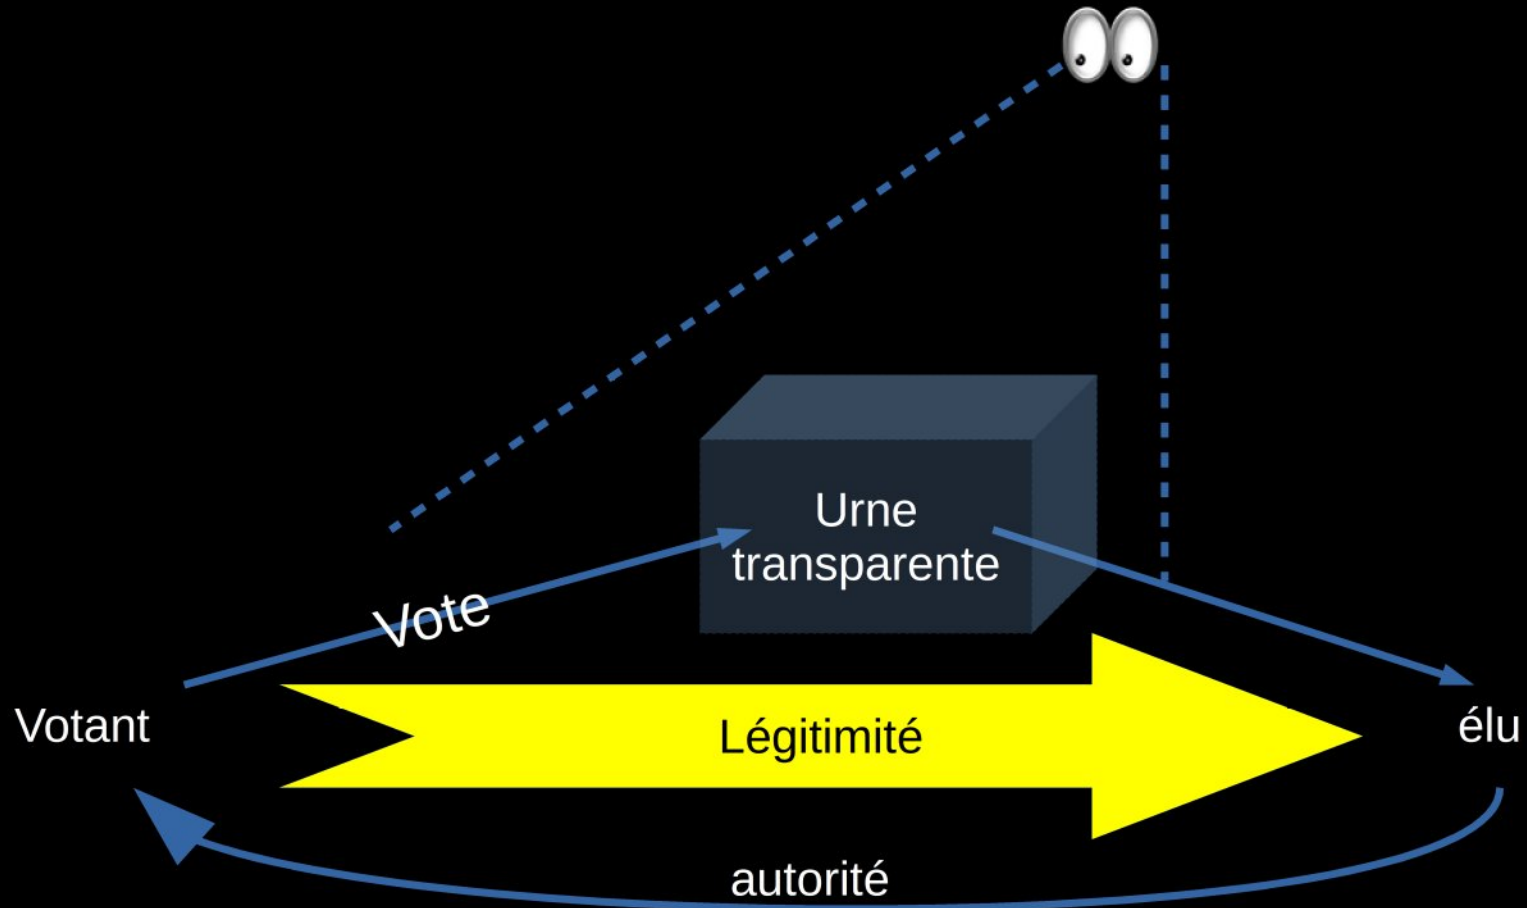 Urne
transparente
Vote
Votant
Légitimité
élu
autorité